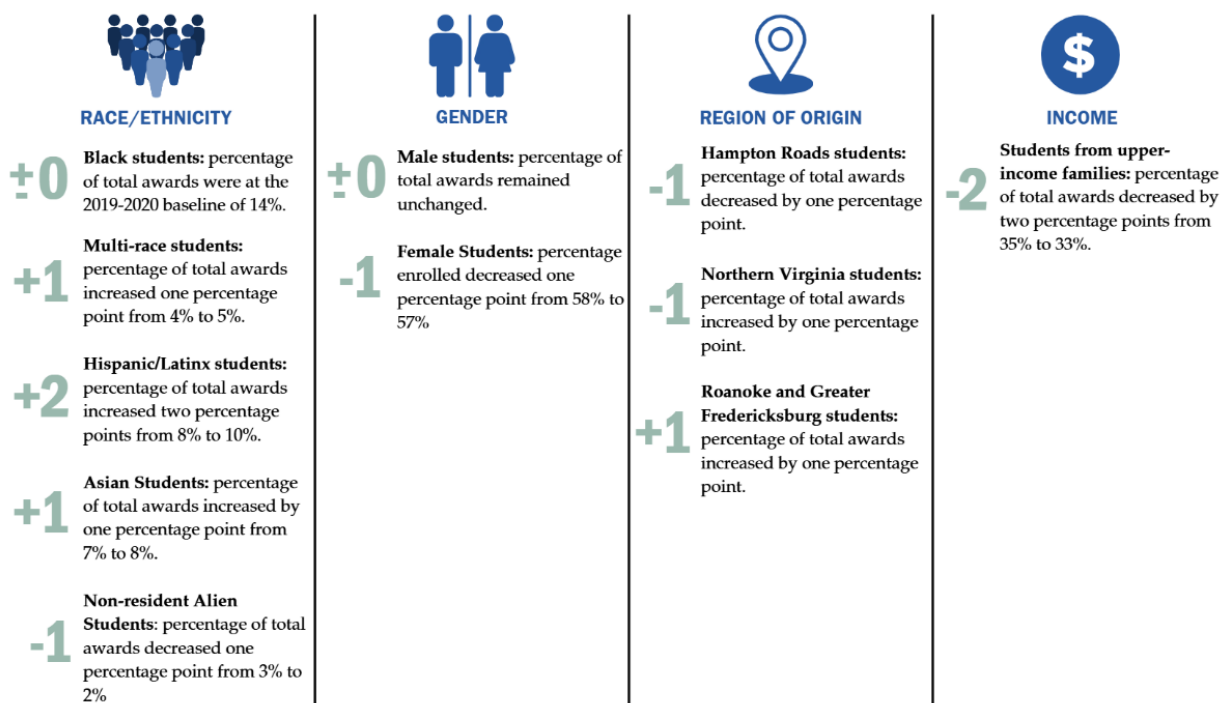 RACE/ETHNICITY
±0
Black students: percentage
of total awards were at the
2019-2020 baseline of 14%.
+1
Multi-race students:
percentage of total awards
increased one percentage
point from 4% to 5%.
+2
Hispanic/Latinx students:
percentage of total awards
increased two percentage
points from 8% to 10%.
+1
Asian Students: percentage
of total awards increased by
one percentage point from
7% to 8%.
-1
Non-resident Alien
Students: percentage of total
awards decreased one
percentage point from 3% to
2%
GENDER
±0
Male students: percentage of
total awards remained
unchanged.
-1
Female Students: percentage
enrolled decreased one
percentage point from 58% to
57%
REGION OF ORIGIN
-1
Hampton Roads students:
percentage of total awards
decreased by one percentage
point.
-1
Northern Virginia students:
percentage of total awards
increased by one percentage
point.
+1
Roanoke and Greater
Fredericksburg students:
percentage of total awards
increased by one percentage
point.
$
INCOME
-2
Students from upper-
income families: percentage
of total awards decreased by
two percentage points from
35% to 33%.